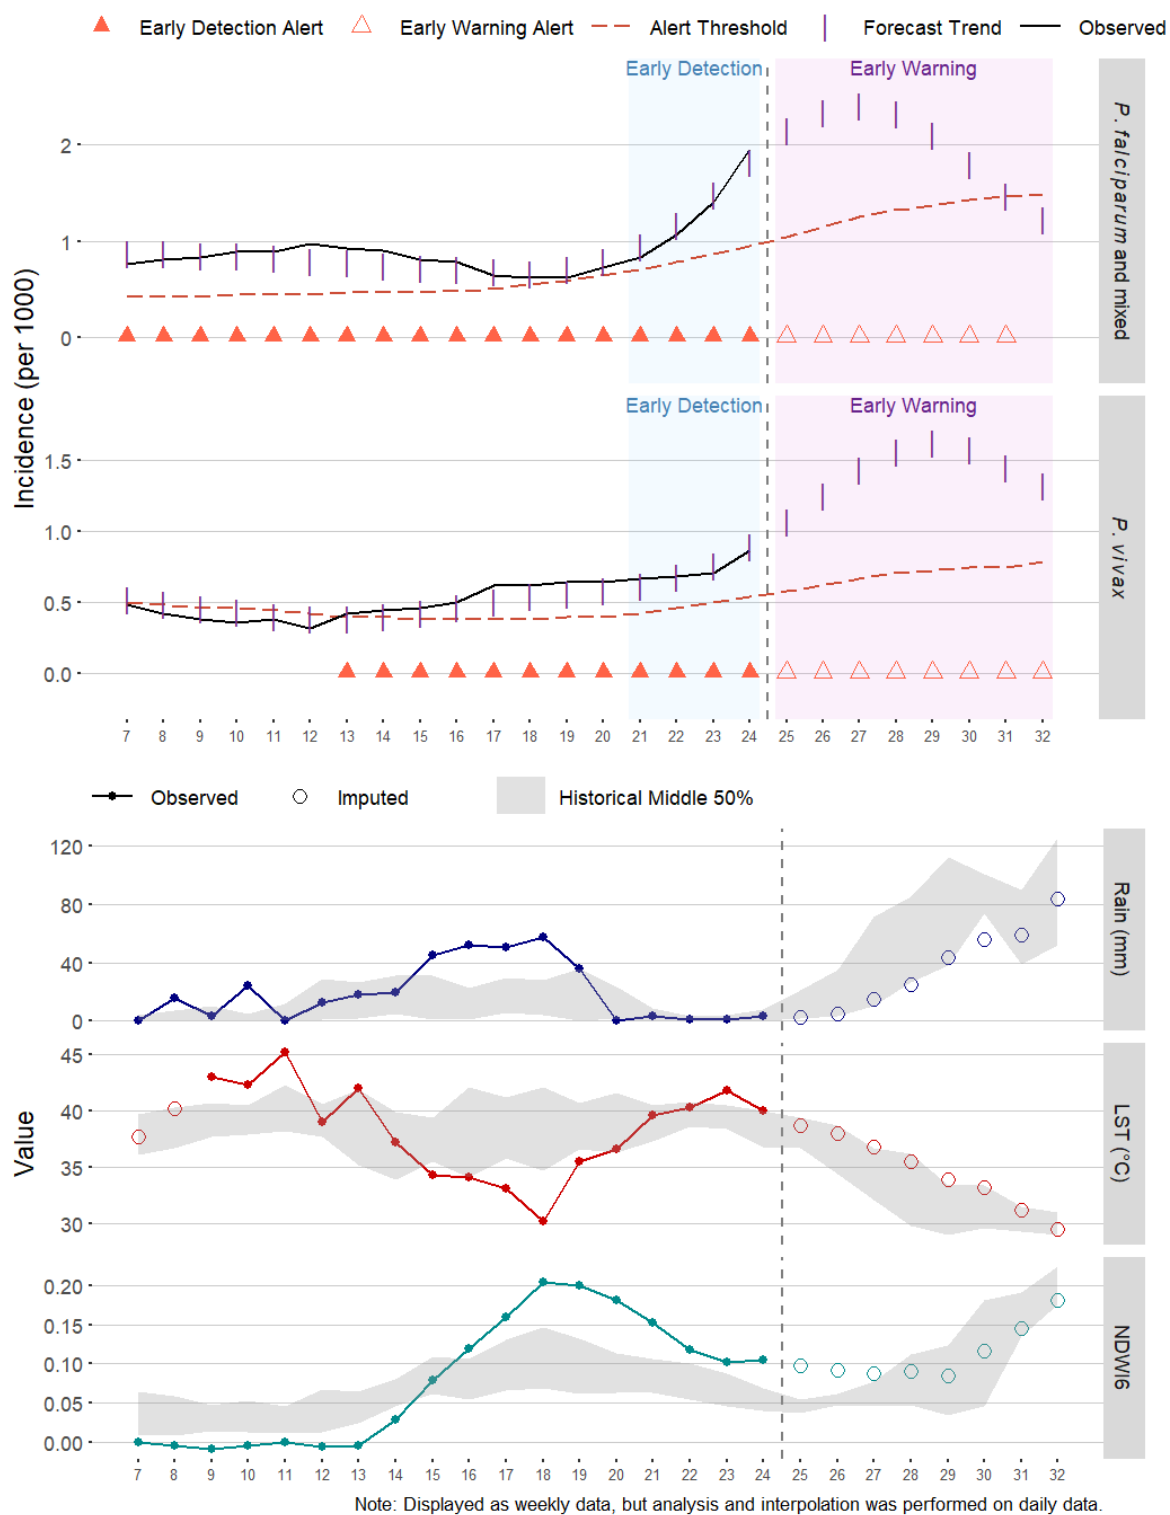 Early Detection Alert Early Warning Alert Alert Threshold Forecast Trend Observed
Early Detection Early Warning
2
1
0
P. falciparum and mixed
Incidence (per 1000)
Early Detection Early Warning
1.5
1.0
0.5
0.0
P. vivax
7 8 9 10 11 12 13 14 15 16 17 18 19 20 21 22 23 24 25 26 27 28 29 30 31 32
Observed Imputed Historical Middle 50%
120
80
40
0
Rain (mm)
Value
45
40
35
30
LST (°C)
0.20
0.15
0.10
0.05
0.00
NDWI6
7 8 9 10 11 12 13 14 15 16 17 18 19 20 21 22 23 24 25 26 27 28 29 30 31 32
Note: Displayed as weekly data, but analysis and interpolation was performed on daily data.